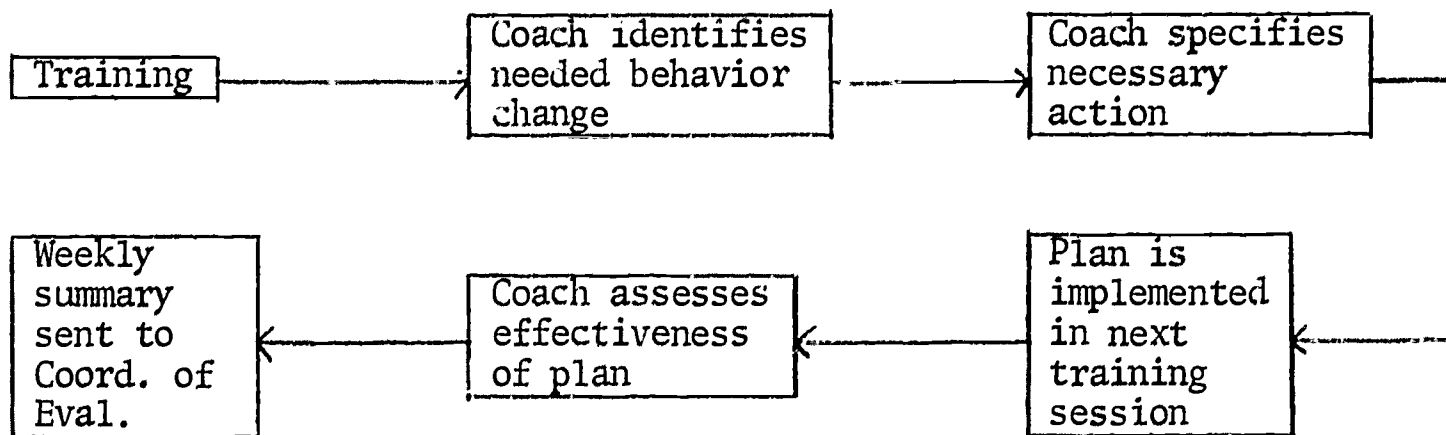 Training
Coach identifies
needed behavior
change
Coach specifies
necessary
action
Plan is
implemented
in next
training
session
Coach assesses
effectiveness
of plan
Weekly
summary
sent to
Coord. of
Eval.